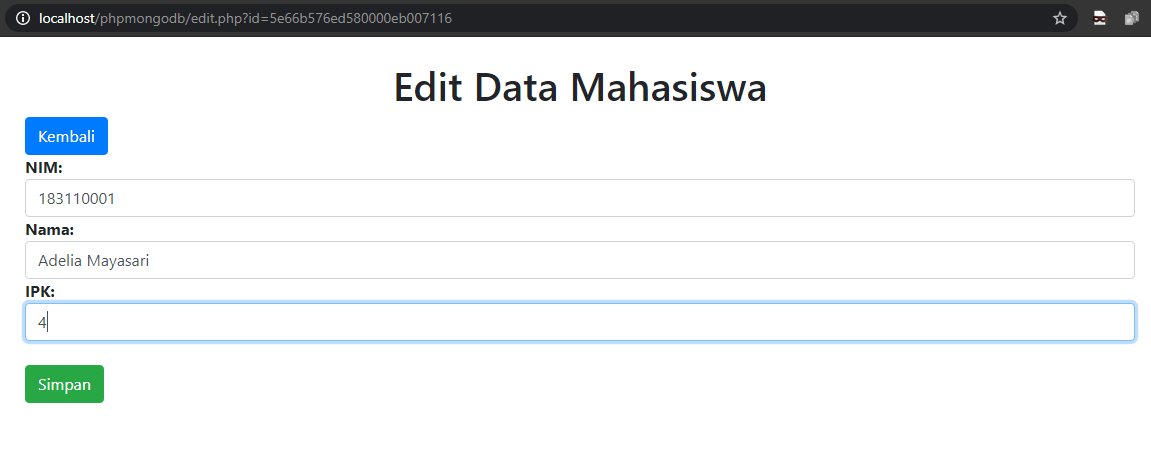 localhost/phpmongodb/edit.php?id=5e66b576ed580000eb007116
Edit Data Mahasiswa
Kembali
NIM:
183110001
Nama:
Adelia Mayasari
IPK:
4
Simpan